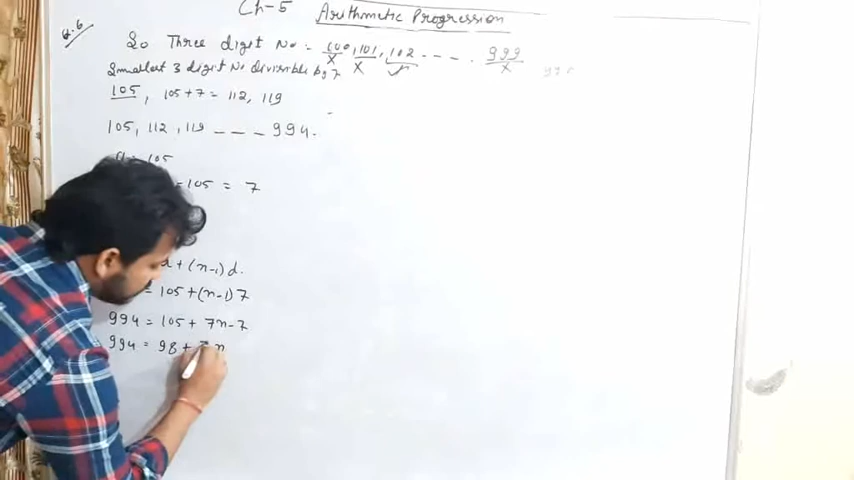 Ch-5 Arithmetic Progression
Q.6
So Three digit No = 100, 101, 102 - - - . 999
Smallest 3 digit No divisible by 7
105, 105+7 = 112, 119
105, 112, 119 - - - 994.
a = 105
-105 = 7
+ (n-1)d.
= 105+(n-1)7
994 = 105 + 7n-7
994 = 98 + 7n